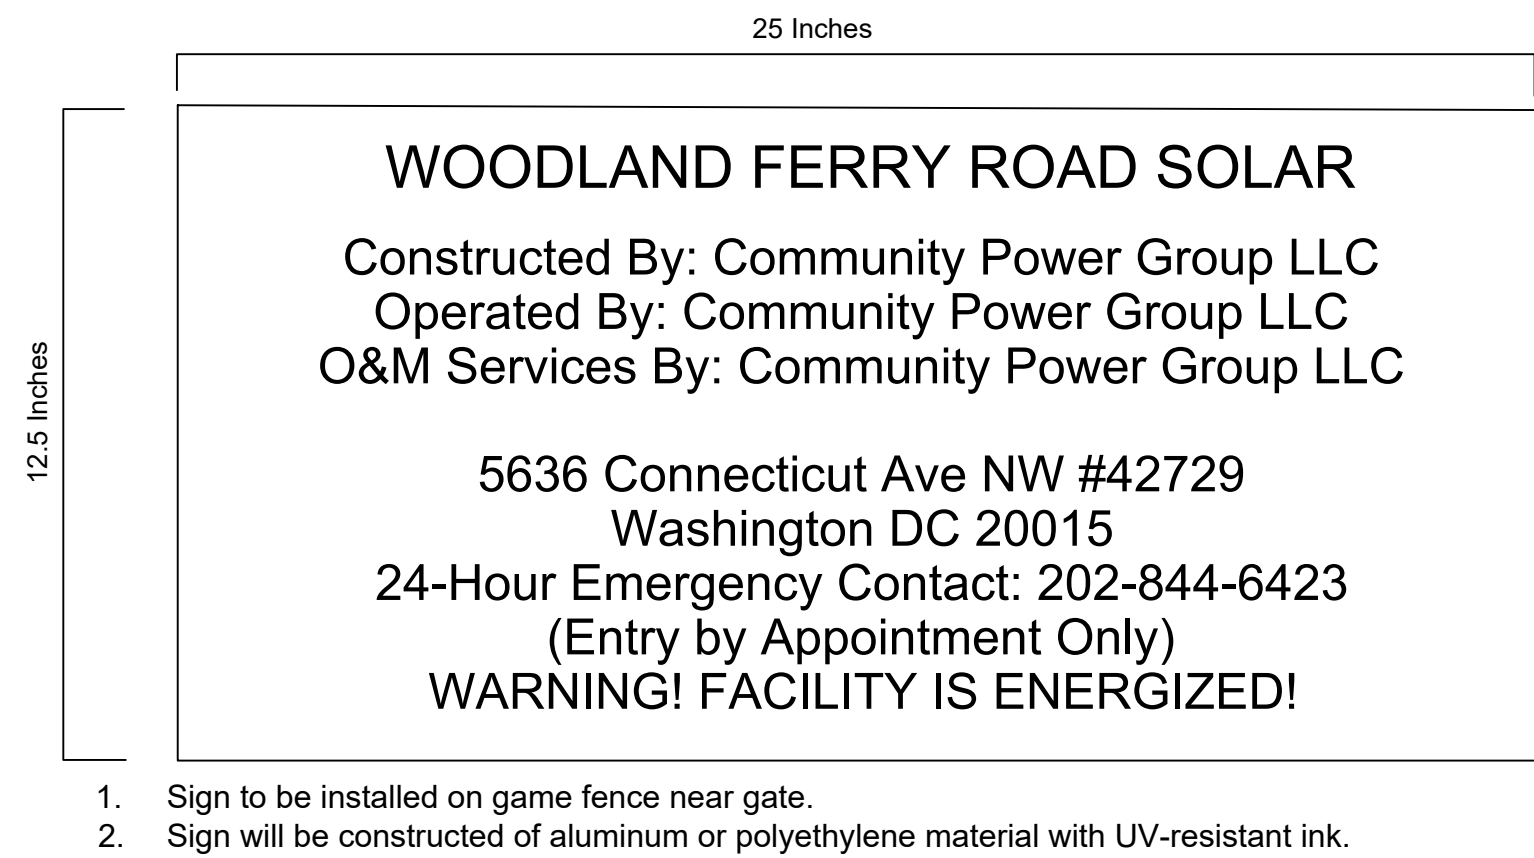 25 Inches
12.5 Inches
WOODLAND FERRY ROAD SOLAR
Constructed By: Community Power Group LLC
Operated By: Community Power Group LLC
O&M Services By: Community Power Group LLC
5636 Connecticut Ave NW #42729
Washington DC 20015
24-Hour Emergency Contact: 202-844-6423
(Entry by Appointment Only)
WARNING! FACILITY IS ENERGIZED!
1. Sign to be installed on game fence near gate.
2. Sign will be constructed of aluminum or polyethylene material with UV-resistant ink.